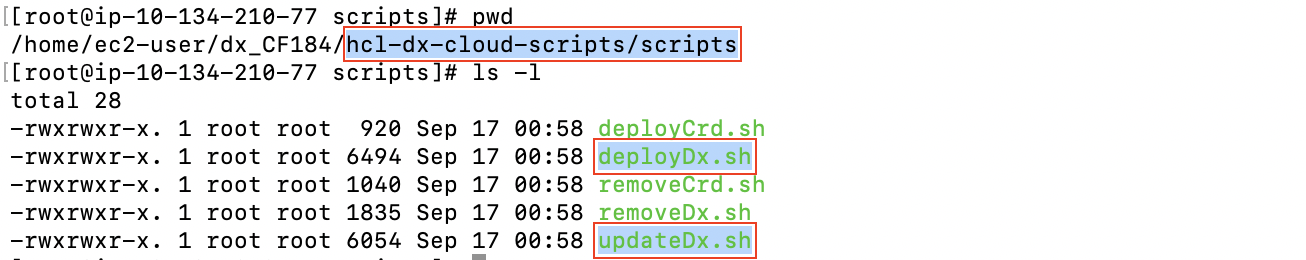 [[root@ip-10-134-210-77 scripts]# pwd
/home/ec2-user/dx_CF184/hcl-dx-cloud-scripts/scripts
[[root@ip-10-134-210-77 scripts]# ls -l
total 28
-rwxrwxr-x. 1 root root  920 Sep 17 00:58 deployCrd.sh
-rwxrwxr-x. 1 root root 6494 Sep 17 00:58 deployDx.sh
-rwxrwxr-x. 1 root root 1040 Sep 17 00:58 removeCrd.sh
-rwxrwxr-x. 1 root root 1835 Sep 17 00:58 removeDx.sh
-rwxrwxr-x. 1 root root 6054 Sep 17 00:58 updateDx.sh